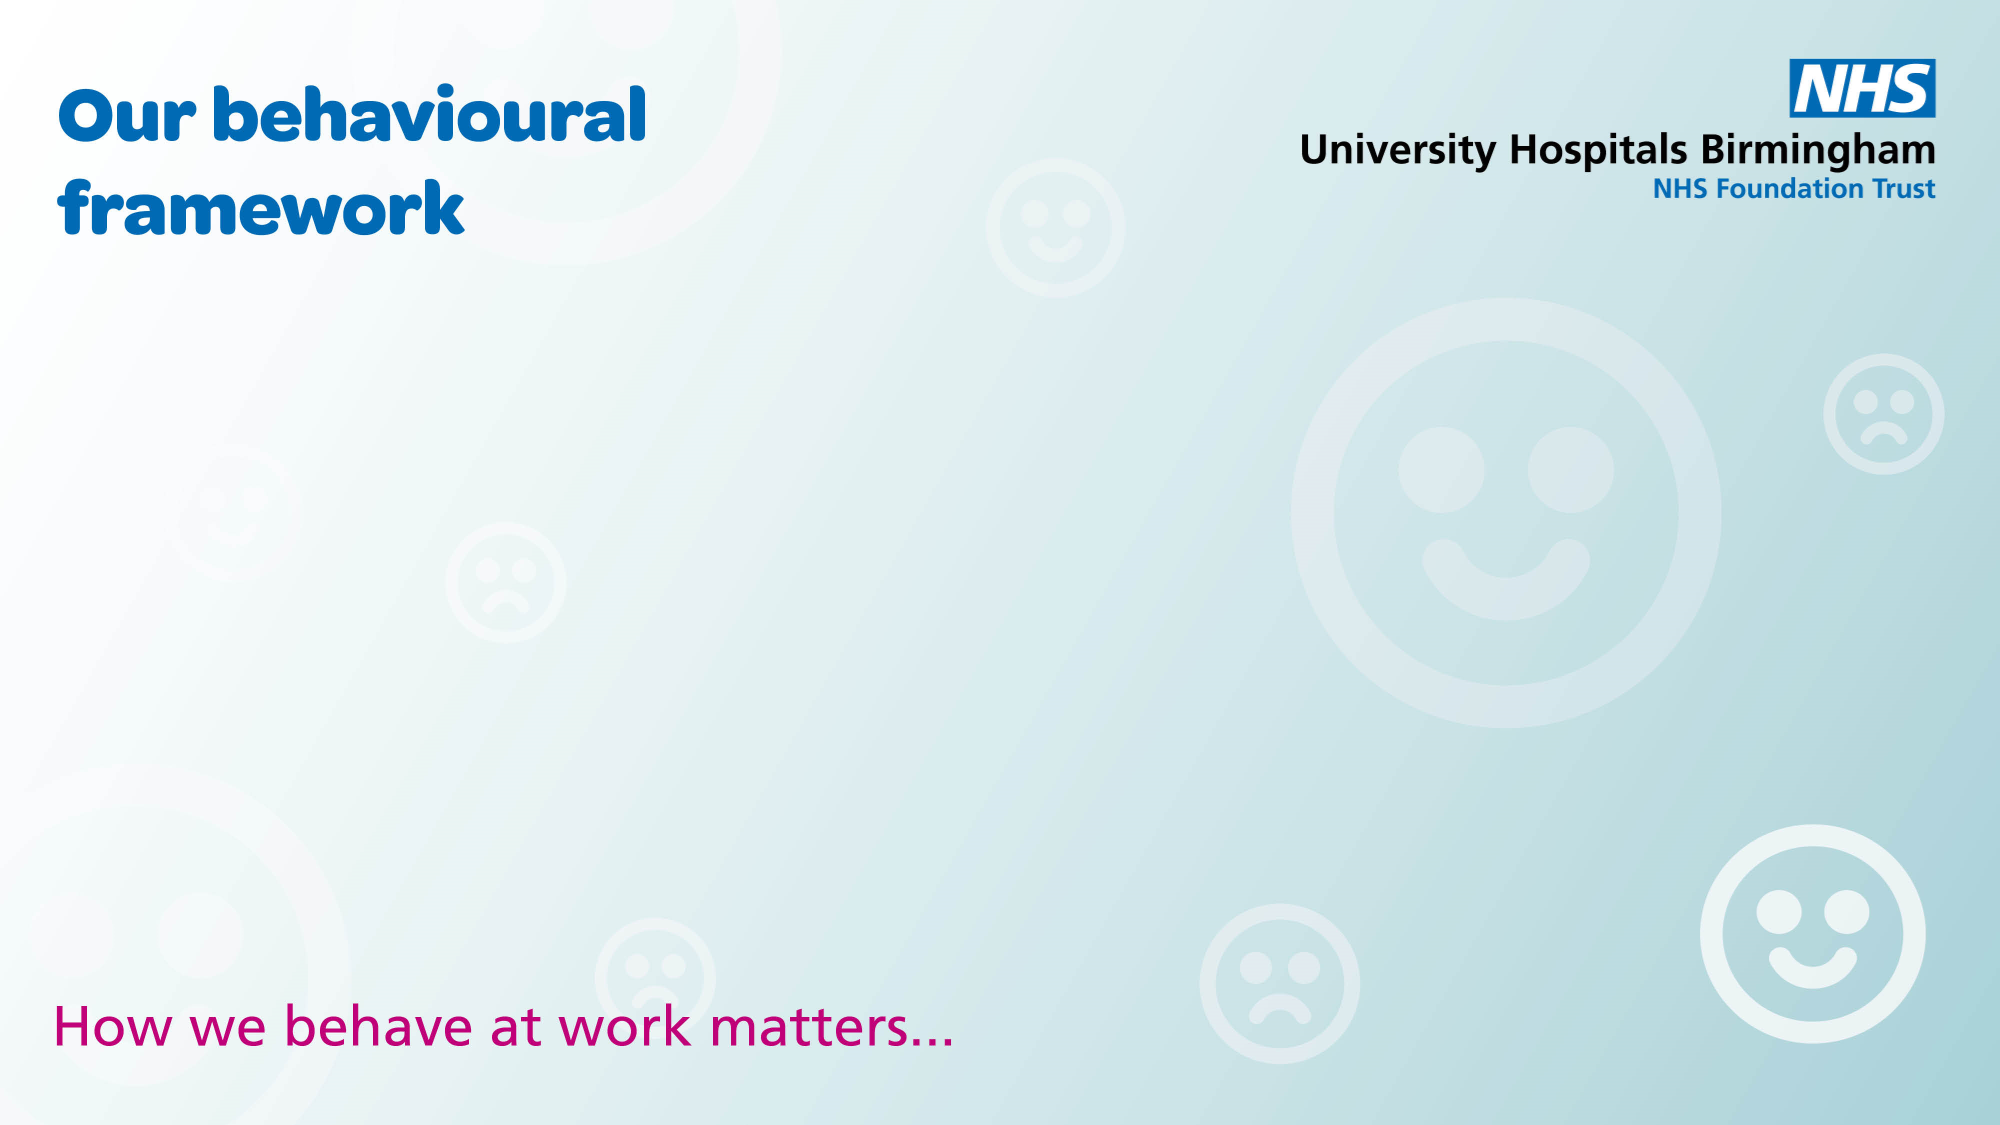 Our behavioural
framework
NHS
University Hospitals Birmingham
NHS Foundation Trust
How we behave at work matters...